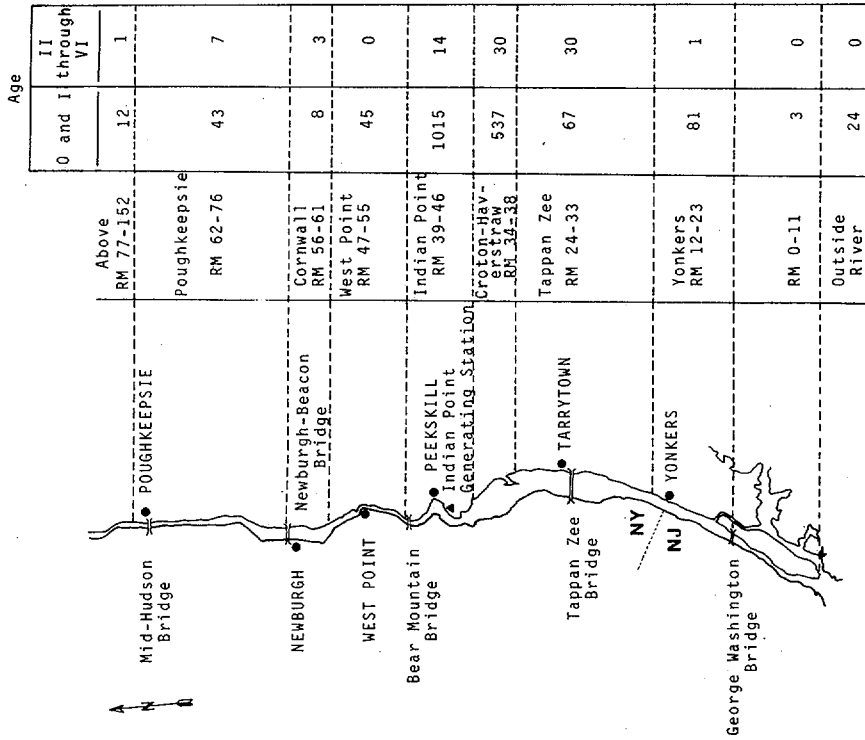 Age
O and I
II
through
VI
Above
RM 77-152
12
1
Poughkeepsie
RM 62-76
43
7
Cornwall
RM 56-61
8
3
West Point
RM 47-55
45
0
Indian Point
RM 39-46
1015
14
Croton-Hav-
erstraw
RM 34-38
537
30
Tappan Zee
RM 24-33
67
30
Yonkers
RM 12-23
81
1
RM 0-11
3
0
Outside
River
24
0
N
Mid-Hudson
Bridge
POUGHKEEPSIE
NEWBURGH
Newburgh-Beacon
Bridge
WEST POINT
Bear Mountain
Bridge
PEEKSKILL
Indian Point
Generating Station
Tappan Zee
Bridge
TARRYTOWN
NY
NJ
YONKERS
George Washington
Bridge